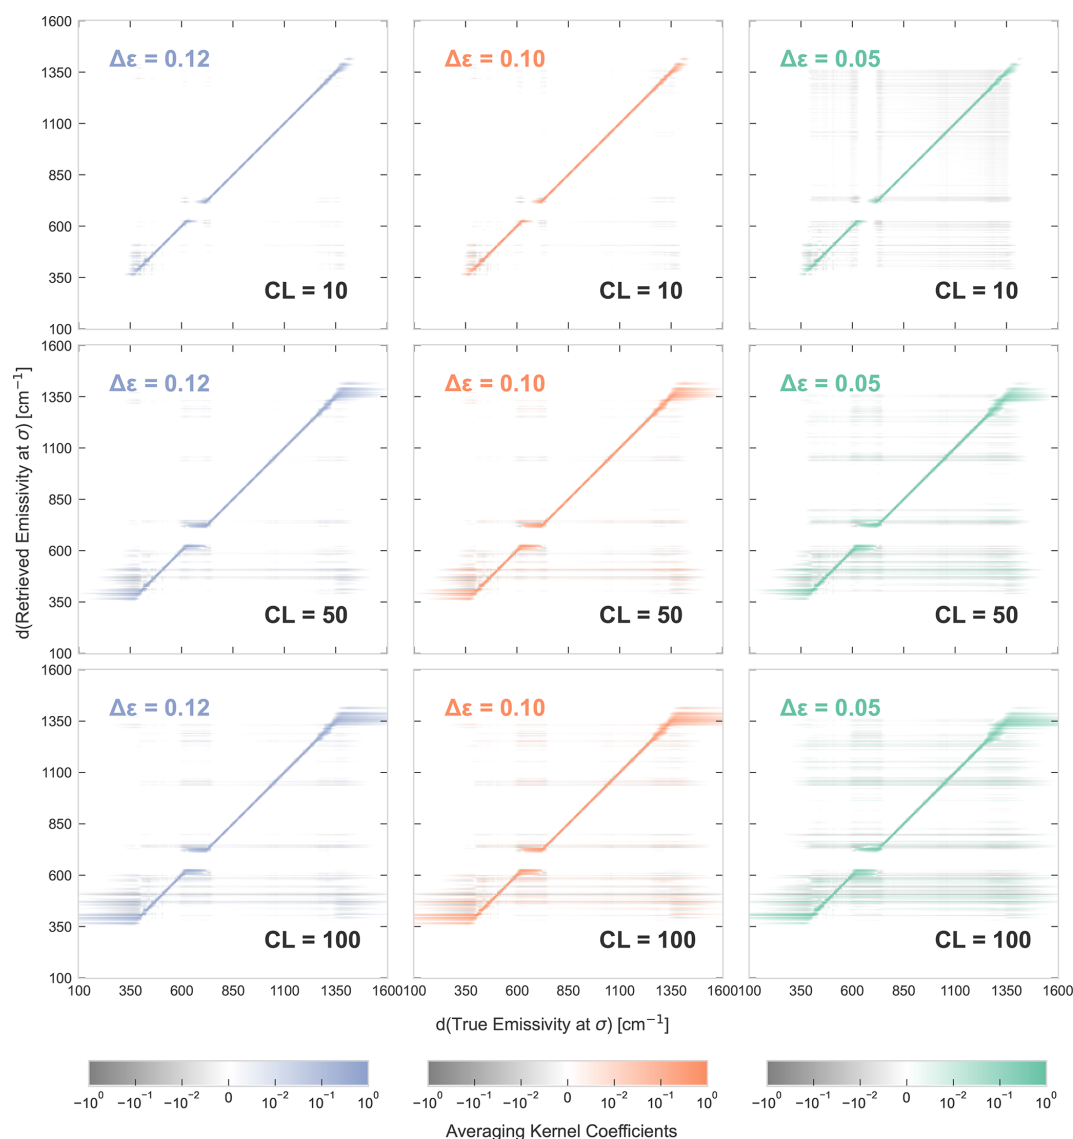 1600
1350
1100
850
600
350
100
Δε = 0.12
CL = 10
Δε = 0.10
CL = 10
Δε = 0.05
CL = 10
1600
1350
1100
850
600
350
100
Δε = 0.12
CL = 50
Δε = 0.10
CL = 50
Δε = 0.05
CL = 50
d(Retrieved Emissivity at σ) [cm⁻¹]
1600
1350
1100
850
600
350
100
Δε = 0.12
CL = 100
Δε = 0.10
CL = 100
Δε = 0.05
CL = 100
100 350 600 850 1100 1350 1600 100 350 600 850 1100 1350 1600 100 350 600 850 1100 1350 1600
d(True Emissivity at σ) [cm⁻¹]
−10⁰ −10⁻¹ −10⁻² 0 10⁻² 10⁻¹ 10⁰ −10⁰ −10⁻¹ −10⁻² 0 10⁻² 10⁻¹ 10⁰ −10⁰ −10⁻¹ −10⁻² 0 10⁻² 10⁻¹ 10⁰
Averaging Kernel Coefficients